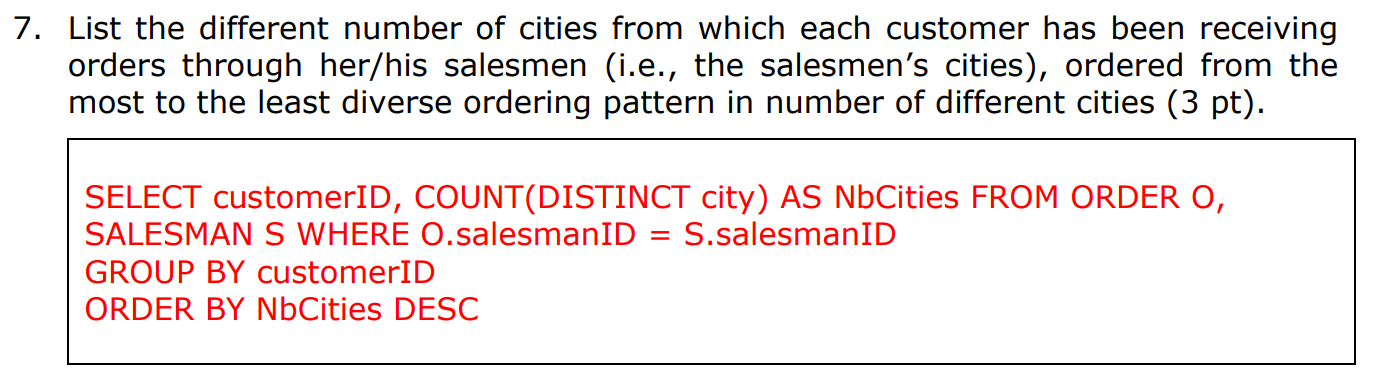 7. List the different number of cities from which each customer has been receiving
orders through her/his salesmen (i.e., the salesmen’s cities), ordered from the
most to the least diverse ordering pattern in number of different cities (3 pt).
SELECT customerID, COUNT(DISTINCT city) AS NbCities FROM ORDER O,
SALESMAN S WHERE O.salesmanID = S.salesmanID
GROUP BY customerID
ORDER BY NbCities DESC